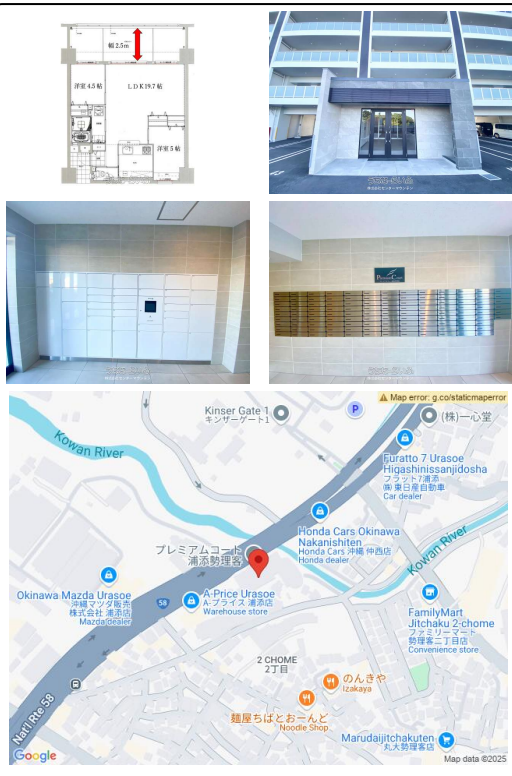 幅 2.5m
洋室 4.5 帖
ＬＤＫ19.7 帖
洋室 5 帖
Map error: g.co/staticmaperror
Kinser Gate 1
キンザーゲート1
P
(株)一心堂
Kowan River
Furatto 7 Urasoe
Higashinissanjidosha
フラット7浦添
㈱東日産自動車
Car dealer
Honda Cars Okinawa
Nakanishiten
Honda Cars 沖縄 仲西店
Honda dealer
Kowan River
プレミアムコート
浦添勢理客
Okinawa Mazda Urasoe
沖縄マツダ販売
株式会社 浦添店
Mazda dealer
58
A-Price Urasoe
A-プライス 浦添店
Warehouse store
FamilyMart
Jitchaku 2-chome
ファミリーマート
勢理客二丁目店
Convenience store
2 CHOME
2丁目
のんきや
Izakaya
麺屋ちばとおーんど
Noodle Shop
Nat'l Rte 58
Marudaijitchakuten
丸大勢理客店
Google
Map data ©2025